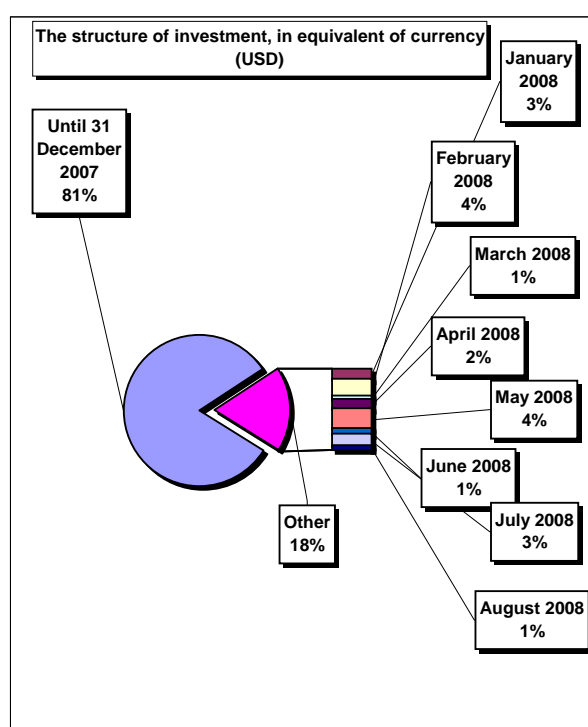 The structure of investment, in equivalent of currency
(USD)
January
2008
3%
Until 31
December
2007
81%
February
2008
4%
March 2008
1%
April 2008
2%
May 2008
4%
June 2008
1%
July 2008
3%
Other
18%
August 2008
1%